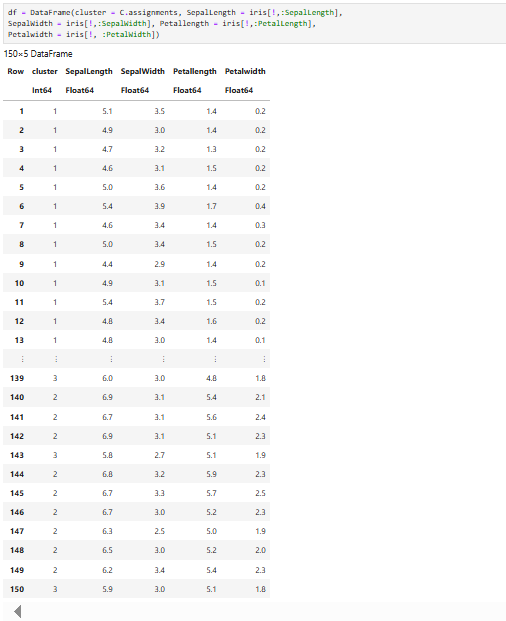 df = DataFrame(cluster = C.assignments, SepalLength = iris[!,:SepalLength],
SepalWidth = iris[!,:SepalWidth], Petallength = iris[!,:PetalLength],
Petalwidth = iris[!, :PetalWidth])
150×5 DataFrame
Row cluster SepalLength SepalWidth Petallength Petalwidth
Int64 Float64 Float64 Float64 Float64
1 1 5.1 3.5 1.4 0.2
2 1 4.9 3.0 1.4 0.2
3 1 4.7 3.2 1.3 0.2
4 1 4.6 3.1 1.5 0.2
5 1 5.0 3.6 1.4 0.2
6 1 5.4 3.9 1.7 0.4
7 1 4.6 3.4 1.4 0.3
8 1 5.0 3.4 1.5 0.2
9 1 4.4 2.9 1.4 0.2
10 1 4.9 3.1 1.5 0.1
11 1 5.4 3.7 1.5 0.2
12 1 4.8 3.4 1.6 0.2
13 1 4.8 3.0 1.4 0.1
⋮ ⋮ ⋮ ⋮ ⋮ ⋮
139 3 6.0 3.0 4.8 1.8
140 2 6.9 3.1 5.4 2.1
141 2 6.7 3.1 5.6 2.4
142 2 6.9 3.1 5.1 2.3
143 3 5.8 2.7 5.1 1.9
144 2 6.8 3.2 5.9 2.3
145 2 6.7 3.3 5.7 2.5
146 2 6.7 3.0 5.2 2.3
147 2 6.3 2.5 5.0 1.9
148 2 6.5 3.0 5.2 2.0
149 2 6.2 3.4 5.4 2.3
150 3 5.9 3.0 5.1 1.8